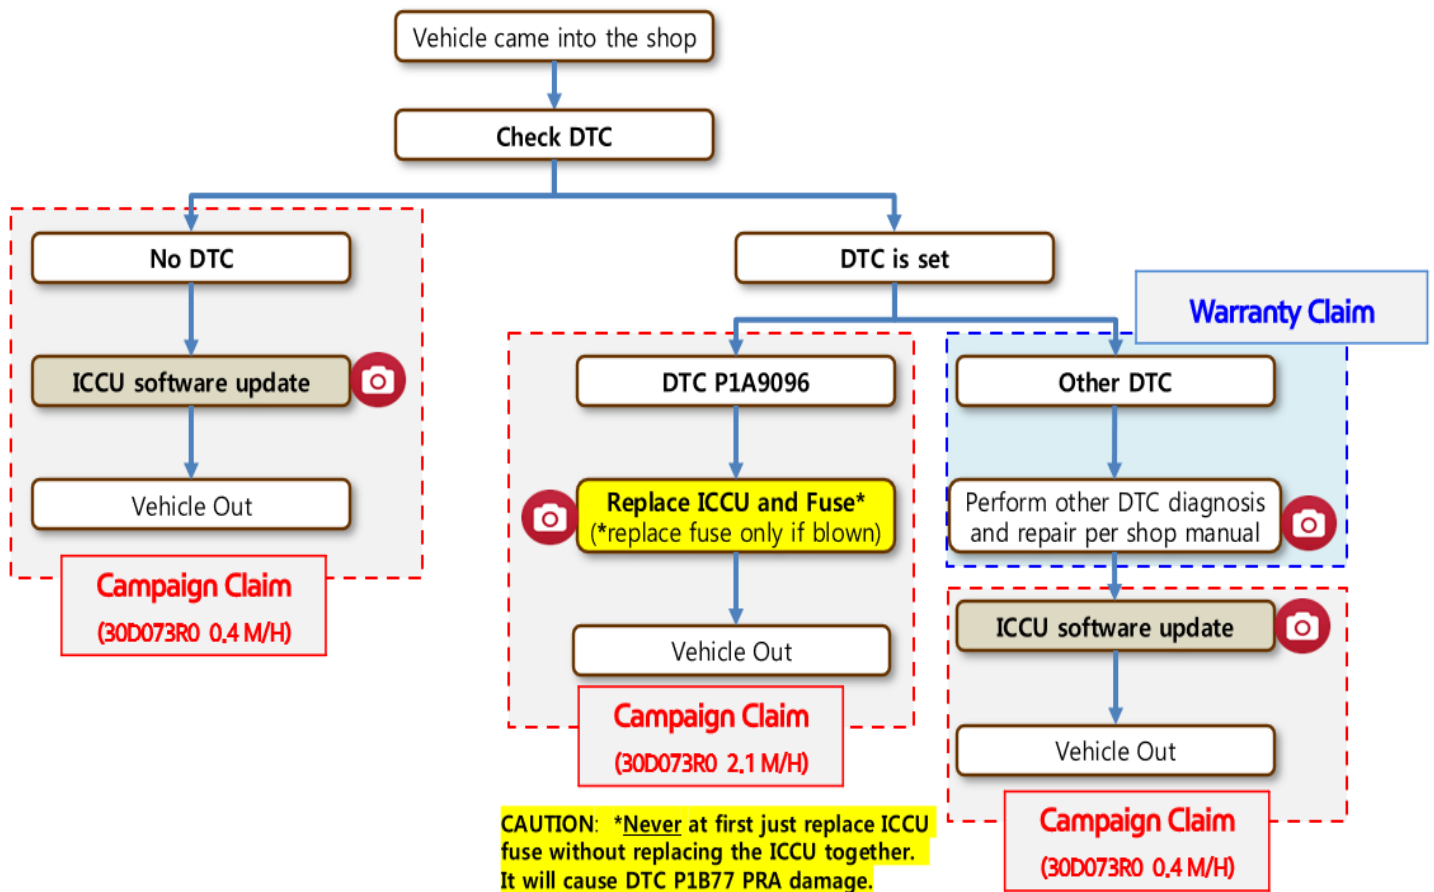 Vehicle came into the shop
Check DTC
No DTC
ICCU software update
Vehicle Out
Campaign Claim
(30D073R0 0.4 M/H)
DTC is set
DTC P1A9096
Replace ICCU and Fuse*
(*replace fuse only if blown)
Vehicle Out
Campaign Claim
(30D073R0 2.1 M/H)
CAUTION: *Never at first just replace ICCU
fuse without replacing the ICCU together.
It will cause DTC P1B77 PRA damage.
Warranty Claim
Other DTC
Perform other DTC diagnosis
and repair per shop manual
ICCU software update
Vehicle Out
Campaign Claim
(30D073R0 0.4 M/H)